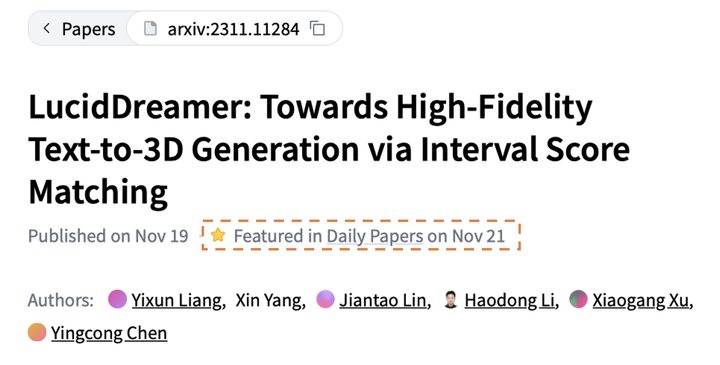 Papers arxiv:2311.11284
LucidDreamer: Towards High-Fidelity
Text-to-3D Generation via Interval Score
Matching
Published on Nov 19 · Featured in Daily Papers on Nov 21
Authors: Yixun Liang, Xin Yang, Jiantao Lin, Haodong Li, Xiaogang Xu,
Yingcong Chen